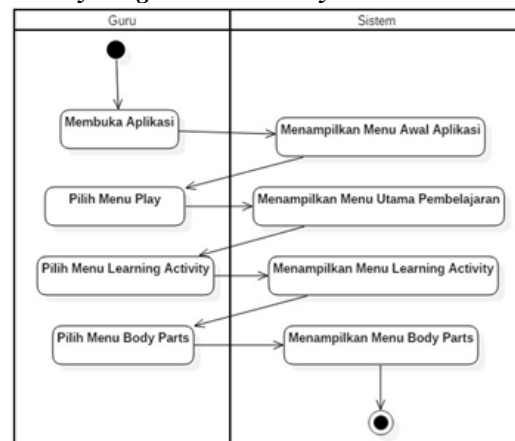 Guru
Sistem
Membuka Aplikasi
Menampilkan Menu Awal Aplikasi
Pilih Menu Play
Menampilkan Menu Utama Pembelajaran
Pilih Menu Learning Activity
Menampilkan Menu Learning Activity
Pilih Menu Body Parts
Menampilkan Menu Body Parts